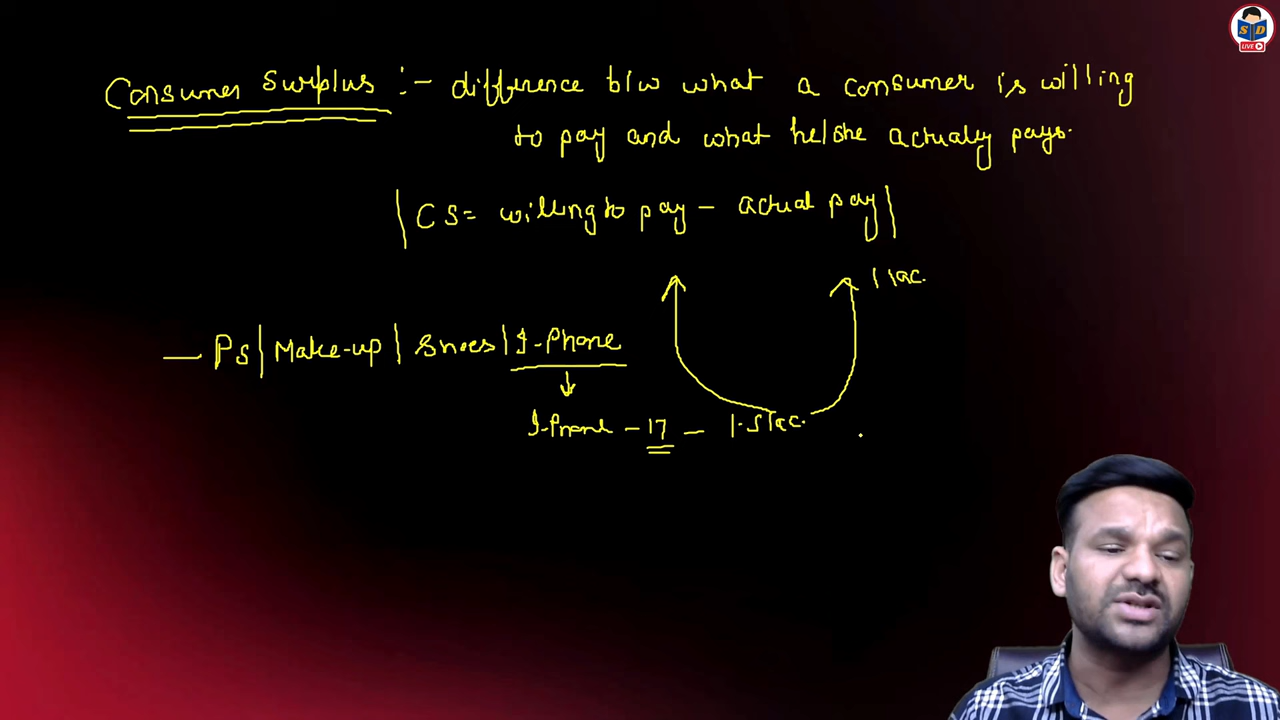 Consumer Surplus :- difference b/w what a consumer is willing
to pay and what he/she actually pays.
CS = willing to pay - actual pay
1 lac.
— PS | Make-up | Shoes | I-Phone
I-Phone - 17 - 1.5 lac.
S D
LIVE